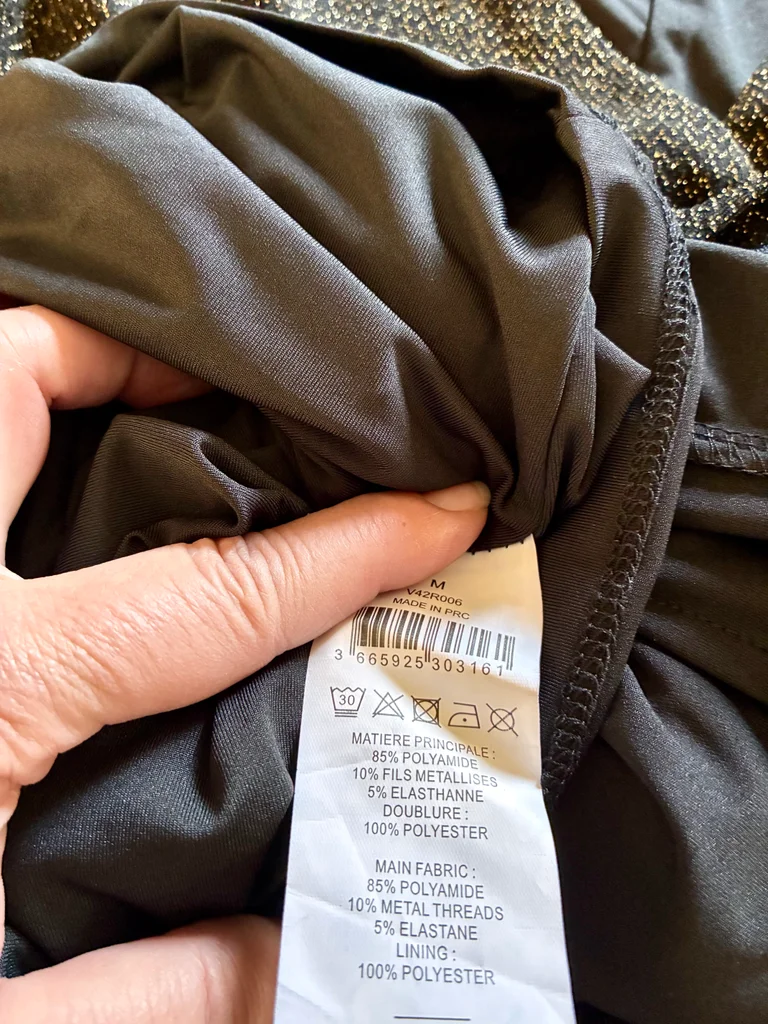 M
V42R006
MADE IN PRC
3 665925 303161
30
MATIERE PRINCIPALE :
85% POLYAMIDE
10% FILS METALLISES
5% ELASTHANNE
DOUBLURE :
100% POLYESTER
MAIN FABRIC :
85% POLYAMIDE
10% METAL THREADS
5% ELASTANE
LINING :
100% POLYESTER